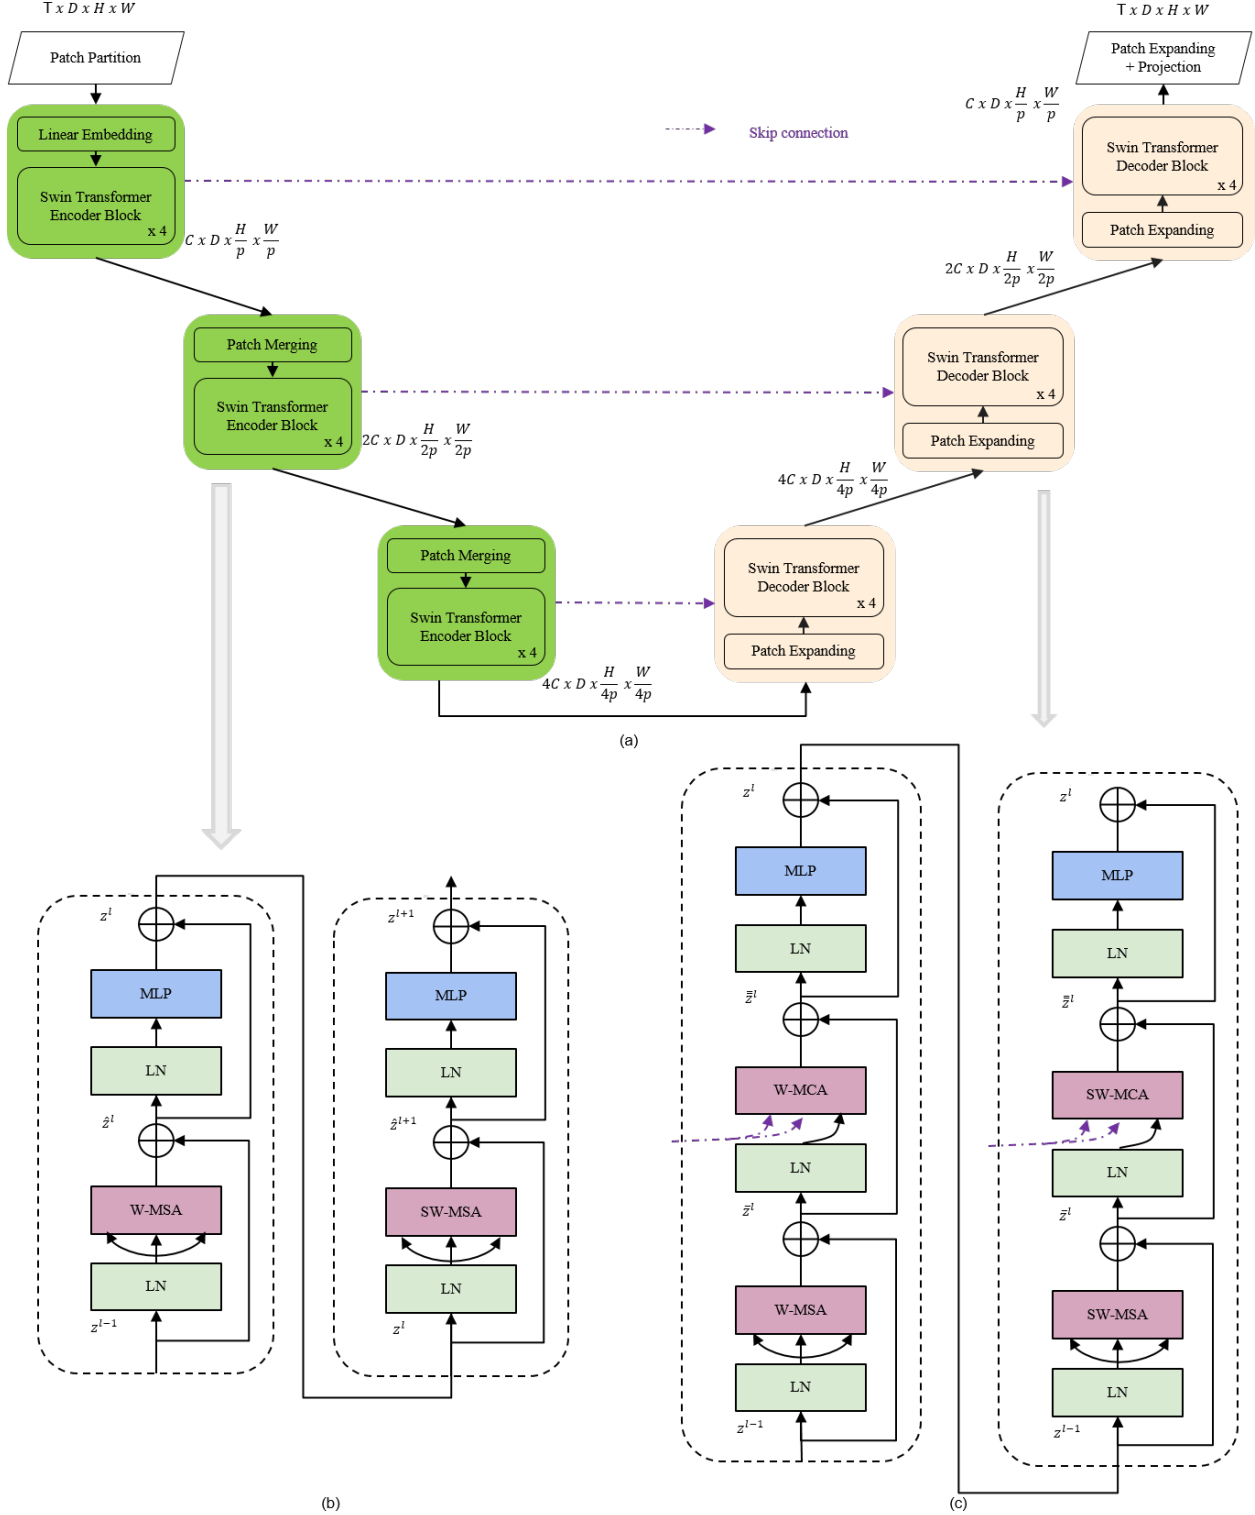 T x D x H x W
Patch Partition
Linear Embedding
Swin Transformer
Encoder Block
x 4
C x D x H/p x W/p
Patch Merging
Swin Transformer
Encoder Block
x 4
2C x D x H/2p x W/2p
Patch Merging
Swin Transformer
Encoder Block
x 4
4C x D x H/4p x W/4p
Skip connection
T x D x H x W
Patch Expanding
+ Projection
C x D x H/p x W/p
Swin Transformer
Decoder Block
x 4
Patch Expanding
2C x D x H/2p x W/2p
Swin Transformer
Decoder Block
x 4
Patch Expanding
4C x D x H/4p x W/4p
Swin Transformer
Decoder Block
x 4
Patch Expanding
(a)
z^l
MLP
LN
ẑ^l
W-MSA
LN
z^{l-1}
z^{l+1}
MLP
LN
ẑ^{l+1}
SW-MSA
LN
z^l
(b)
z^l
MLP
LN
z̿^l
W-MCA
LN
z̄^l
W-MSA
LN
z^{l-1}
z^l
MLP
LN
z̿^l
SW-MCA
LN
z̄^l
SW-MSA
LN
z^{l-1}
(c)